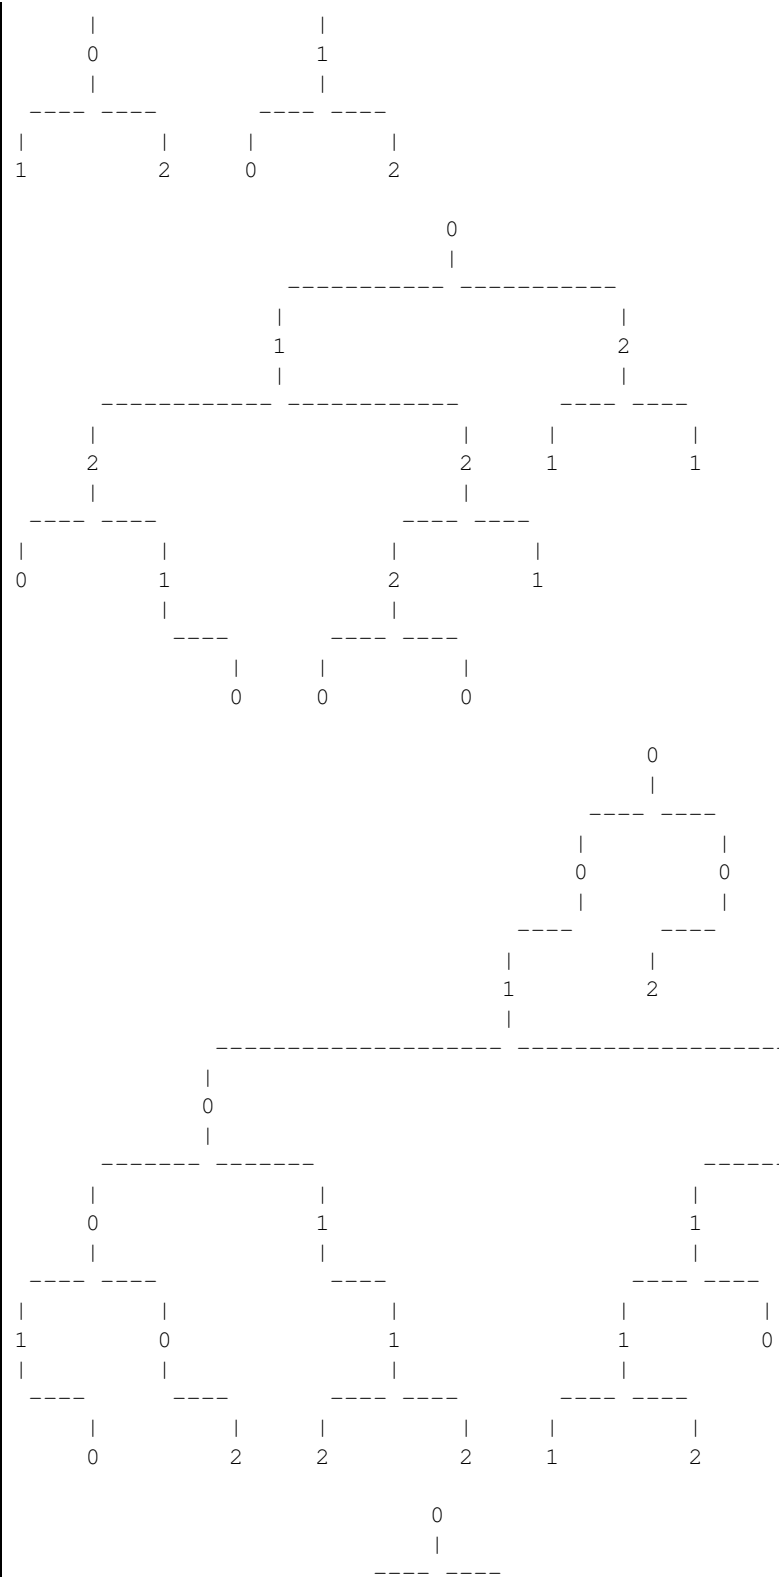 |               |
     0               1
     |               |
 ---- ----       ---- ----
|         |     |         |
1         2     0         2

                              0
                              |
                   ----------- -----------
                  |                       |
                  1                       2
                  |                       |
      ------------ ------------       ---- ----
     |                         |     |         |
     2                         2     1         1
     |                         |
 ---- ----                 ---- ----
|         |               |         |
0         1               2         1
          |               |
           ----       ---- ----
               |     |         |
               0     0         0

                                            0
                                            |
                                        ---- ----
                                       |         |
                                       0         0
                                       |         |
                                   ----      ----
                                  |         |
                                  1         2
                                  |
              -------------------- ------------------
             |
             0
             |
      ------- -------                           -----
     |               |                         |
     0               1                         1
     |               |                         |
 ---- ----            ----                 ---- ----
|         |               |               |         |
1         0               1               1         0
|         |               |               |
 ----      ----       ---- ----       ---- ----
     |         |     |         |     |         |
     0         2     2         2     1         2

                             0
                             |
                         ---- ----